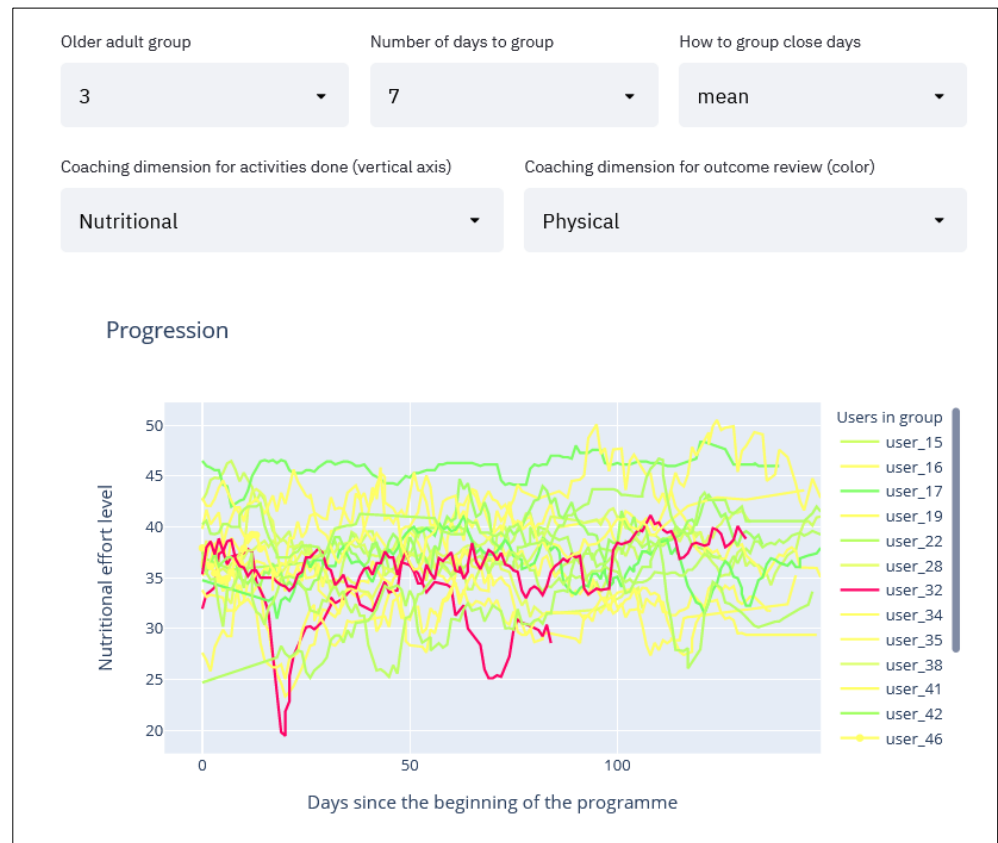 Older adult group
Number of days to group
How to group close days
3
7
mean
Coaching dimension for activities done (vertical axis)
Coaching dimension for outcome review (color)
Nutritional
Physical
Progression
Nutritional effort level
50
45
40
35
30
25
20
0
50
100
Days since the beginning of the programme
Users in group
user_15
user_16
user_17
user_19
user_22
user_28
user_32
user_34
user_35
user_38
user_41
user_42
user_46